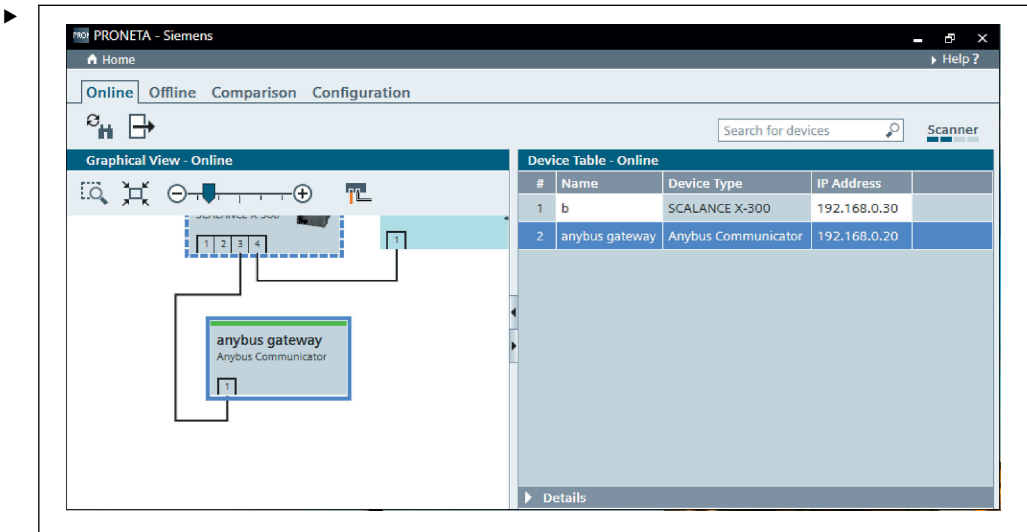 PRONETA - Siemens
Home
Help ?
Online Offline Comparison Configuration
Search for devices
Scanner
Graphical View - Online
SCALANCE X-300
1 2 3 4
1
anybus gateway
Anybus Communicator
1
Device Table - Online
# Name Device Type IP Address
1 b SCALANCE X-300 192.168.0.30
2 anybus gateway Anybus Communicator 192.168.0.20
Details